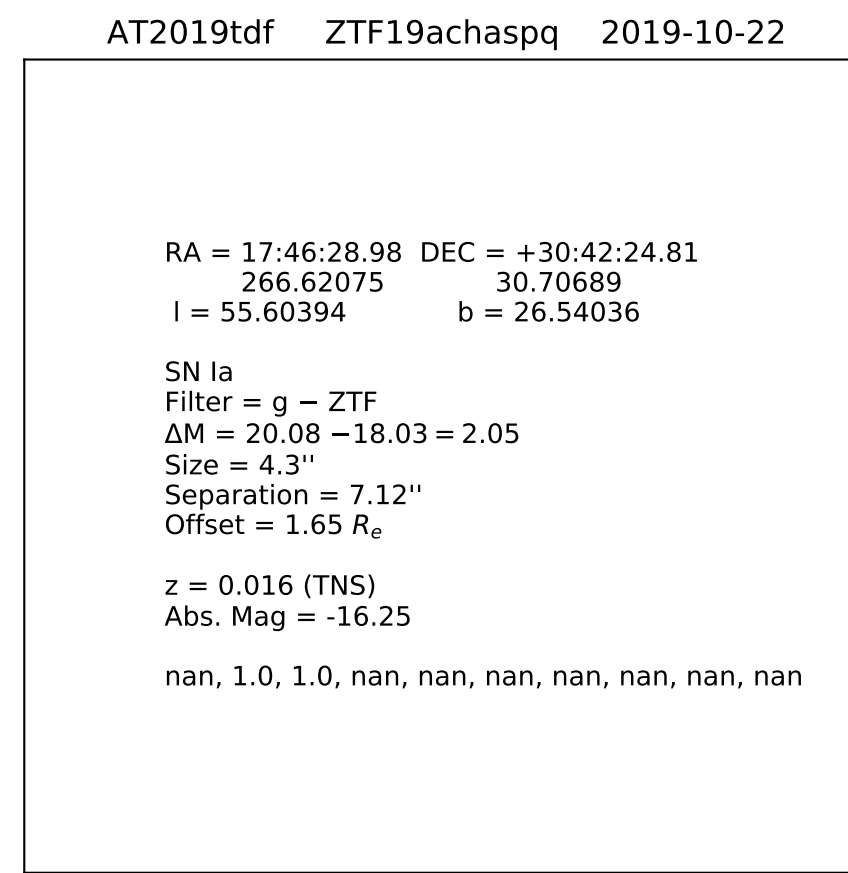 AT2019tdf ZTF19achaspq 2019-10-22
RA = 17:46:28.98 DEC = +30:42:24.81
266.62075 30.70689
l = 55.60394 b = 26.54036
SN Ia
Filter = g − ZTF
ΔM = 20.08 −18.03 = 2.05
Size = 4.3''
Separation = 7.12''
Offset = 1.65 Rₑ
z = 0.016 (TNS)
Abs. Mag = -16.25
nan, 1.0, 1.0, nan, nan, nan, nan, nan, nan, nan